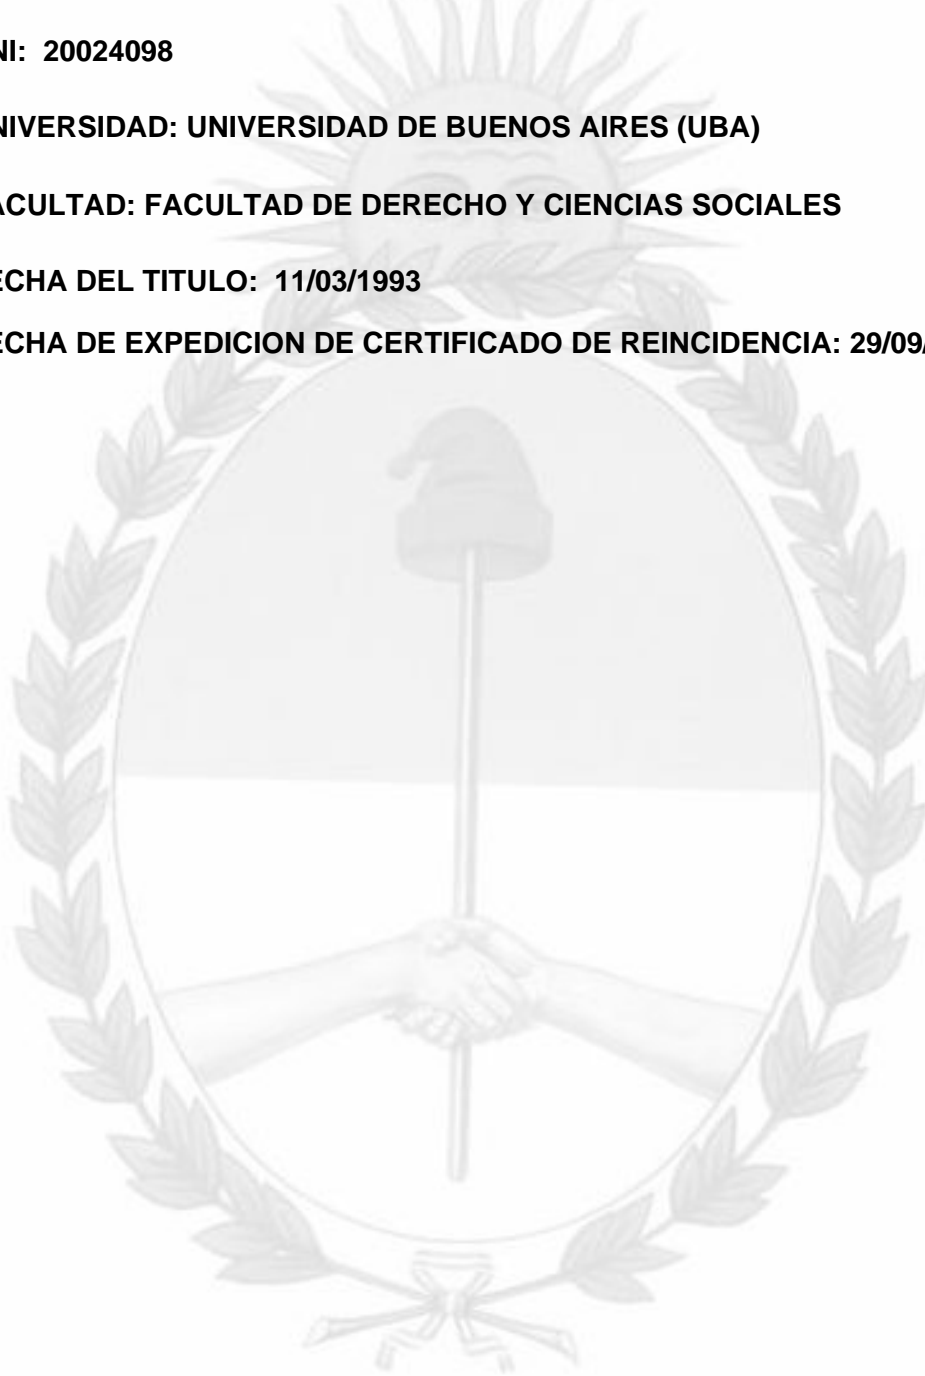 NI: 20024098
NIVERSIDAD: UNIVERSIDAD DE BUENOS AIRES (UBA)
ACULTAD: FACULTAD DE DERECHO Y CIENCIAS SOCIALES
ECHA DEL TITULO: 11/03/1993
ECHA DE EXPEDICION DE CERTIFICADO DE REINCIDENCIA: 29/09/